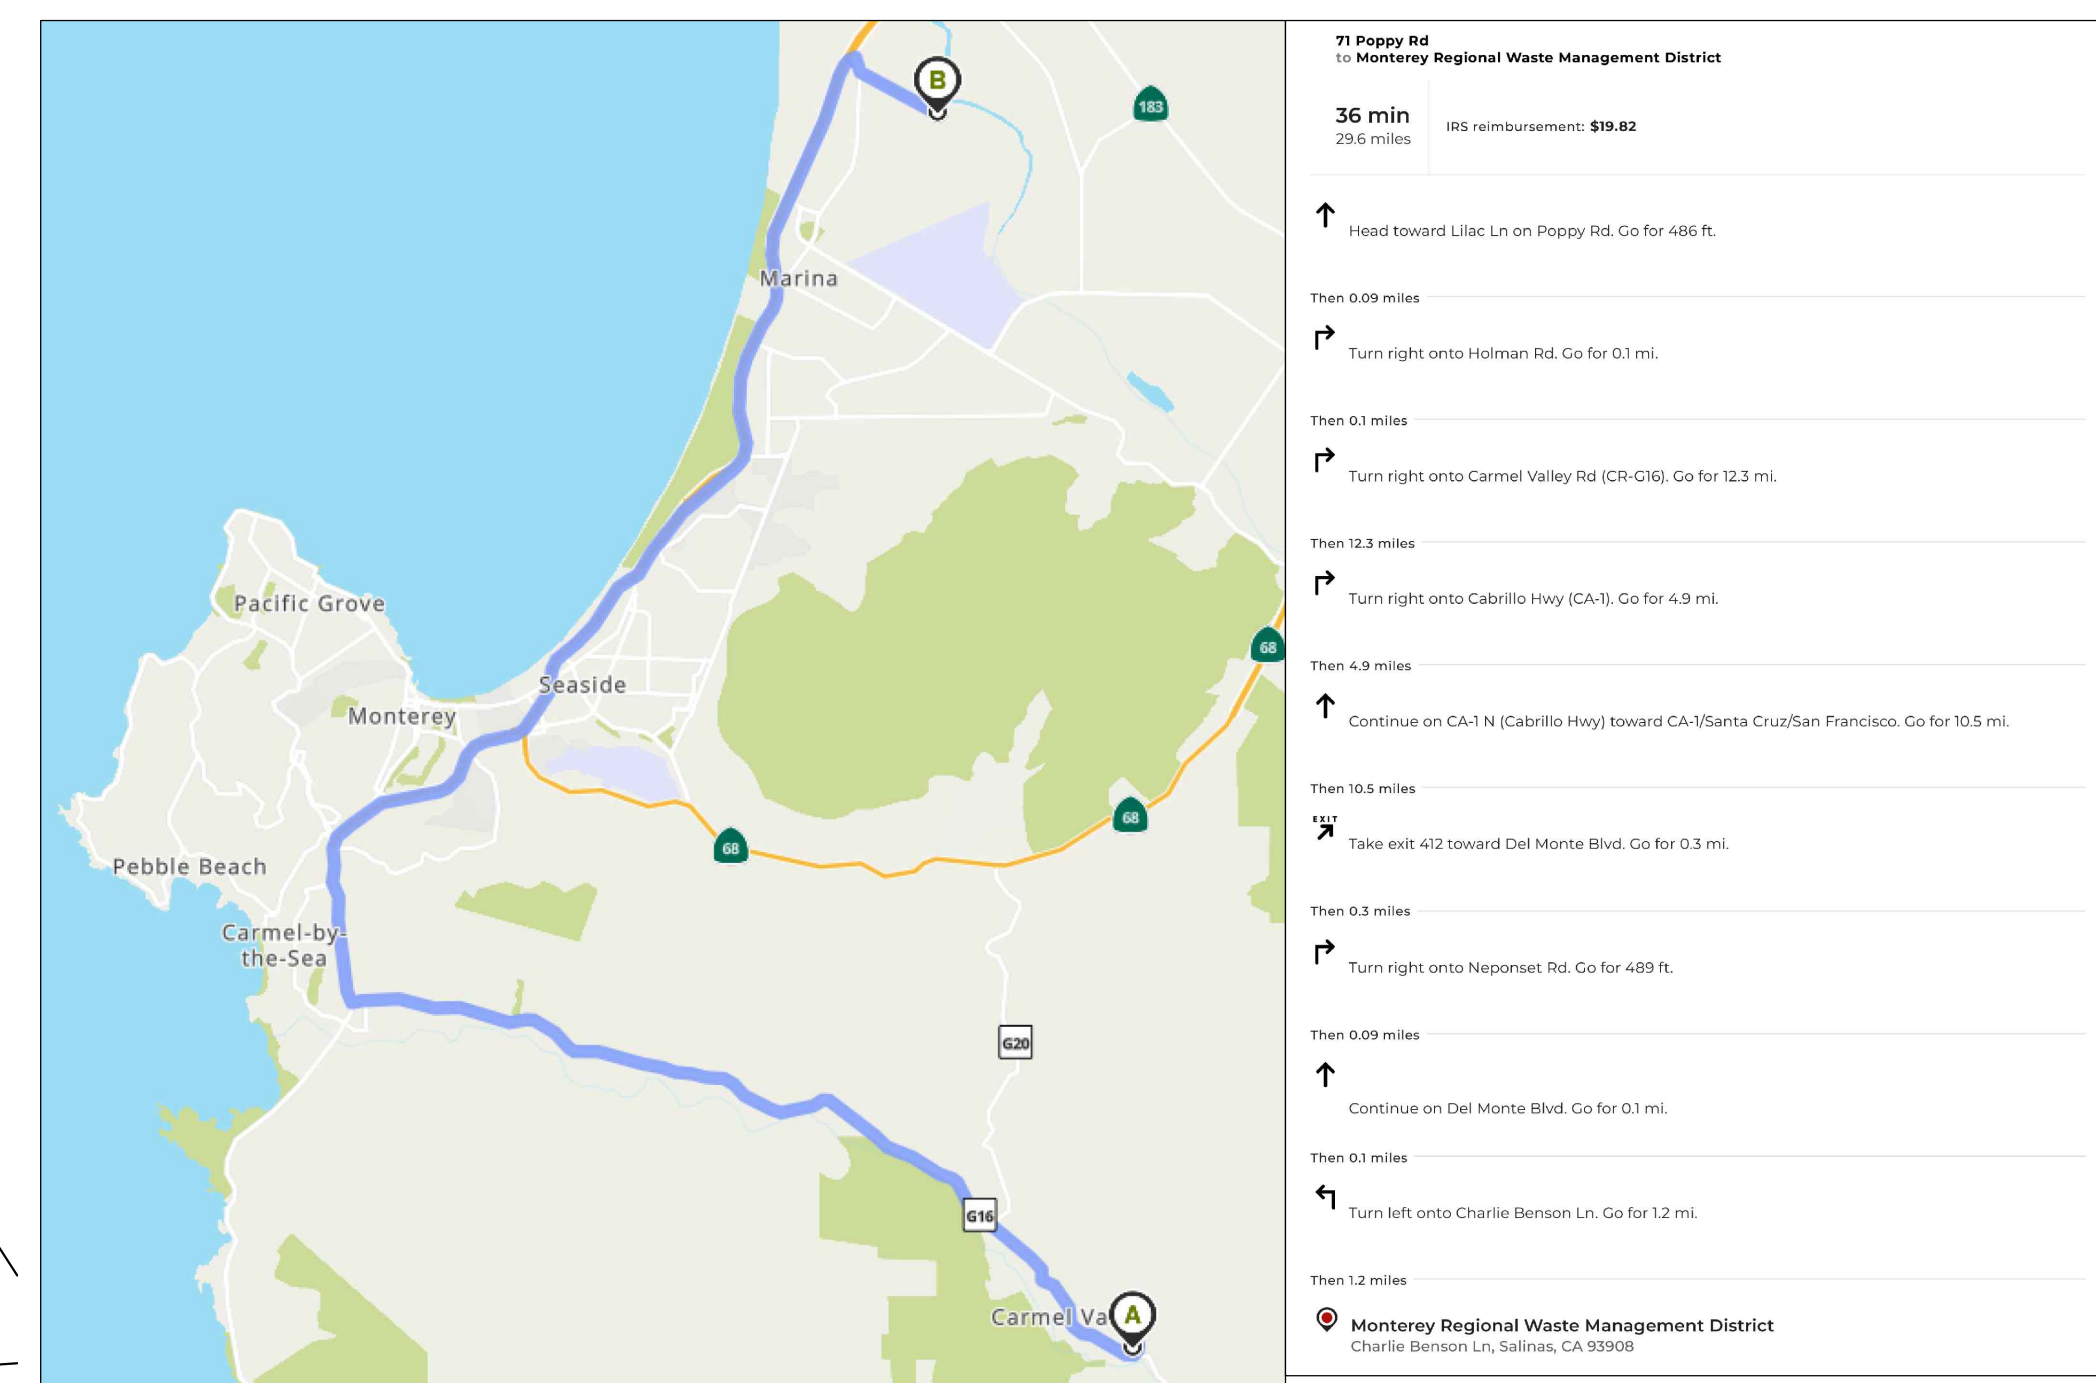 B
183
Marina
Pacific Grove
68
Seaside
Monterey
68
68
Pebble Beach
Carmel-by-
the-Sea
G20
G16
Carmel Va
A
71 Poppy Rd
to Monterey Regional Waste Management District
36 min
29.6 miles
IRS reimbursement: $19.82
Head toward Lilac Ln on Poppy Rd. Go for 486 ft.
Then 0.09 miles
Turn right onto Holman Rd. Go for 0.1 mi.
Then 0.1 miles
Turn right onto Carmel Valley Rd (CR-G16). Go for 12.3 mi.
Then 12.3 miles
Turn right onto Cabrillo Hwy (CA-1). Go for 4.9 mi.
Then 4.9 miles
Continue on CA-1 N (Cabrillo Hwy) toward CA-1/Santa Cruz/San Francisco. Go for 10.5 mi.
Then 10.5 miles
EXIT
Take exit 412 toward Del Monte Blvd. Go for 0.3 mi.
Then 0.3 miles
Turn right onto Neponset Rd. Go for 489 ft.
Then 0.09 miles
Continue on Del Monte Blvd. Go for 0.1 mi.
Then 0.1 miles
Turn left onto Charlie Benson Ln. Go for 1.2 mi.
Then 1.2 miles
Monterey Regional Waste Management District
Charlie Benson Ln, Salinas, CA 93908